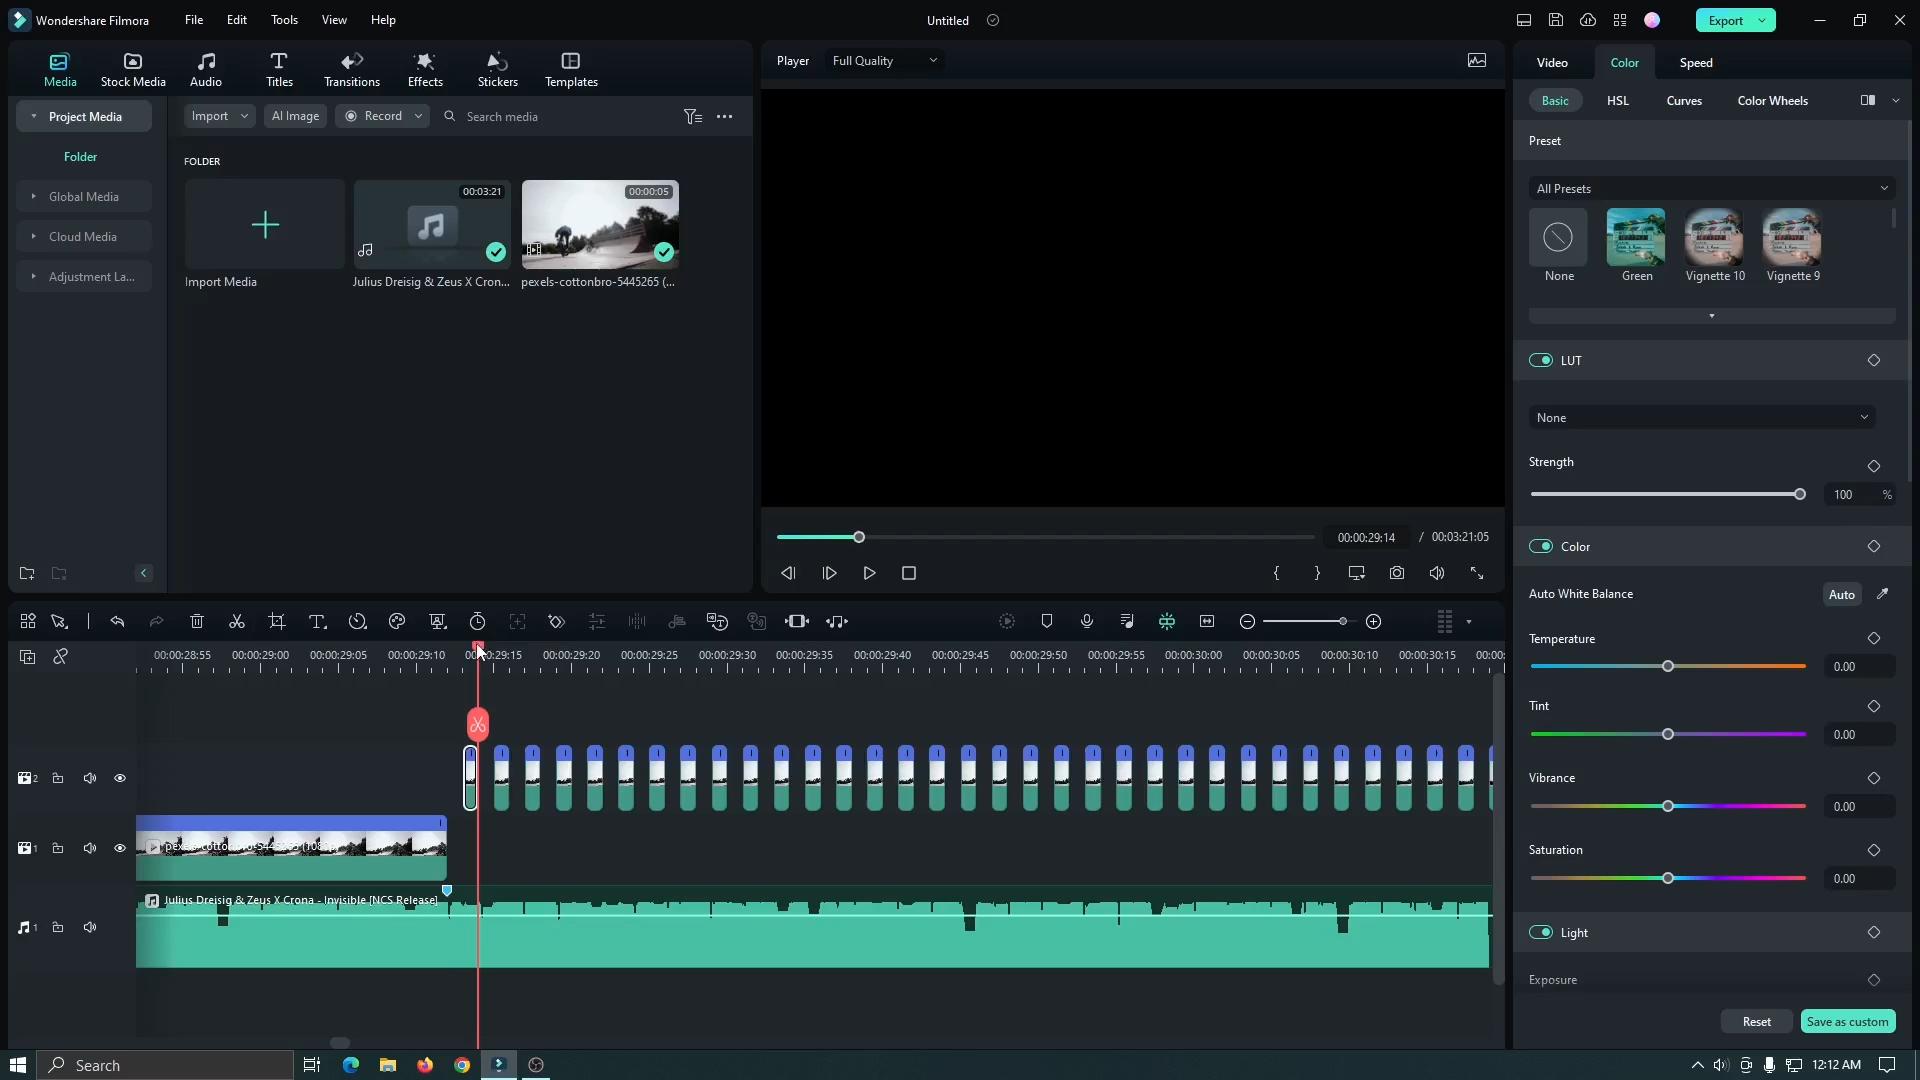 Wondershare Filmora
File Edit Tools View Help
Untitled
Export
Media
Stock Media
Audio
Titles
Transitions
Effects
Stickers
Templates
Player
Full Quality
Video
Color
Speed
Project Media
Import
AI Image
Record
Search media
Basic
HSL
Curves
Color Wheels
Folder
FOLDER
Preset
Global Media
Cloud Media
Adjustment La...
00:03:21
00:00:05
All Presets
Import Media
Julius Dreisig & Zeus X Cron...
pexels-cottonbro-5445265 (...
None
Green
Vignette 10
Vignette 9
LUT
None
Strength
100 %
00:00:29:14 / 00:03:21:05
Color
Auto White Balance
Auto
Temperature
0.00
Tint
0.00
Vibrance
0.00
Saturation
0.00
Light
Exposure
Reset
Save as custom
00:00:28:55 00:00:29:00 00:00:29:05 00:00:29:10 00:00:29:15 00:00:29:20 00:00:29:25 00:00:29:30 00:00:29:35 00:00:29:40 00:00:29:45 00:00:29:50 00:00:29:55 00:00:30:00 00:00:30:05 00:00:30:10 00:00:30:15 00:00:
2
1
pexels-cottonbro-5445265 (1080p)
Julius Dreisig & Zeus X Crona - Invisible [NCS Release]
1
Search
12:12 AM